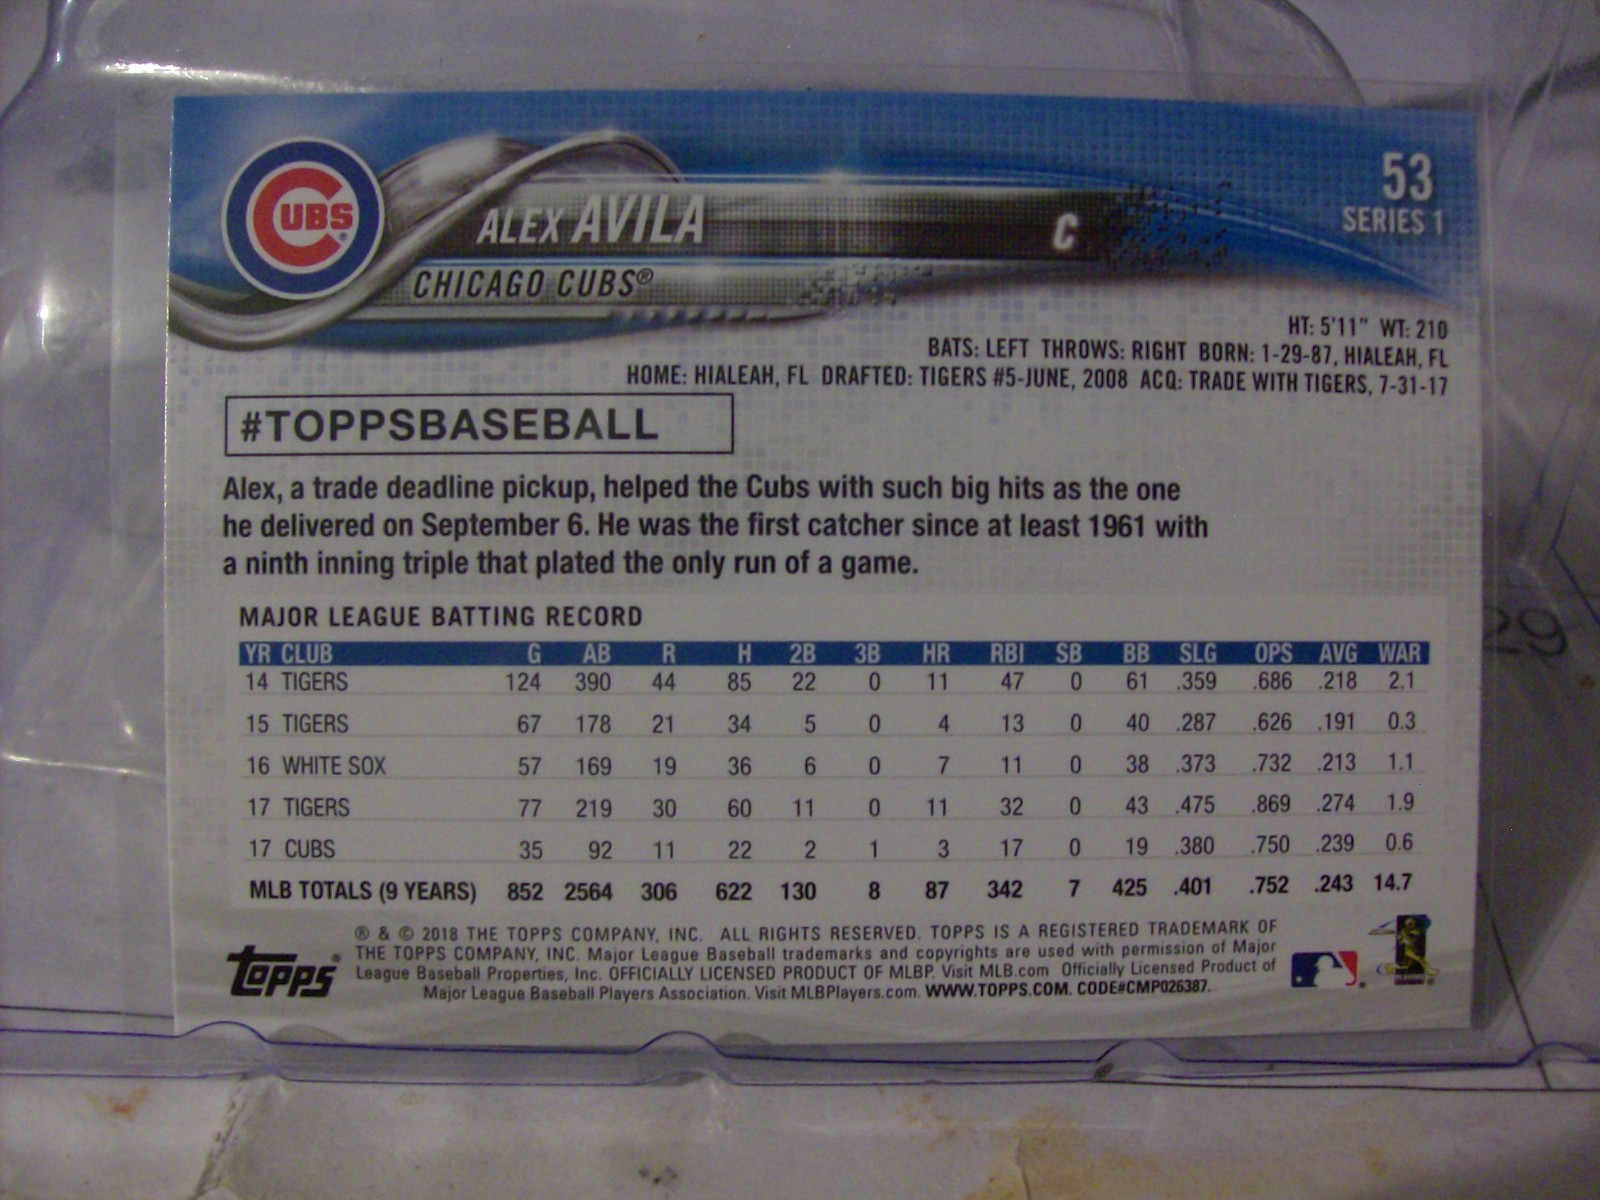 CUBS®
ALEX AVILA
C
53
SERIES 1
CHICAGO CUBS®
HT: 5'11" WT: 210
BATS: LEFT THROWS: RIGHT BORN: 1-29-87, HIALEAH, FL
HOME: HIALEAH, FL DRAFTED: TIGERS #5-JUNE, 2008 ACQ: TRADE WITH TIGERS, 7-31-17
#TOPPSBASEBALL
Alex, a trade deadline pickup, helped the Cubs with such big hits as the one
he delivered on September 6. He was the first catcher since at least 1961 with
a ninth inning triple that plated the only run of a game.
MAJOR LEAGUE BATTING RECORD
YR CLUB G AB R H 2B 3B HR RBI SB BB SLG OPS AVG WAR
14 TIGERS 124 390 44 85 22 0 11 47 0 61 .359 .686 .218 2.1
15 TIGERS 67 178 21 34 5 0 4 13 0 40 .287 .626 .191 0.3
16 WHITE SOX 57 169 19 36 6 0 7 11 0 38 .373 .732 .213 1.1
17 TIGERS 77 219 30 60 11 0 11 32 0 43 .475 .869 .274 1.9
17 CUBS 35 92 11 22 2 1 3 17 0 19 .380 .750 .239 0.6
MLB TOTALS (9 YEARS) 852 2564 306 622 130 8 87 342 7 425 .401 .752 .243 14.7
® & © 2018 THE TOPPS COMPANY, INC. ALL RIGHTS RESERVED. TOPPS IS A REGISTERED TRADEMARK OF
THE TOPPS COMPANY, INC. Major League Baseball trademarks and copyrights are used with permission of Major
League Baseball Properties, Inc. OFFICIALLY LICENSED PRODUCT OF MLBP. Visit MLB.com Officially Licensed Product of
Major League Baseball Players Association. Visit MLBPlayers.com. WWW.TOPPS.COM. CODE#CMP026387.
topps®
29